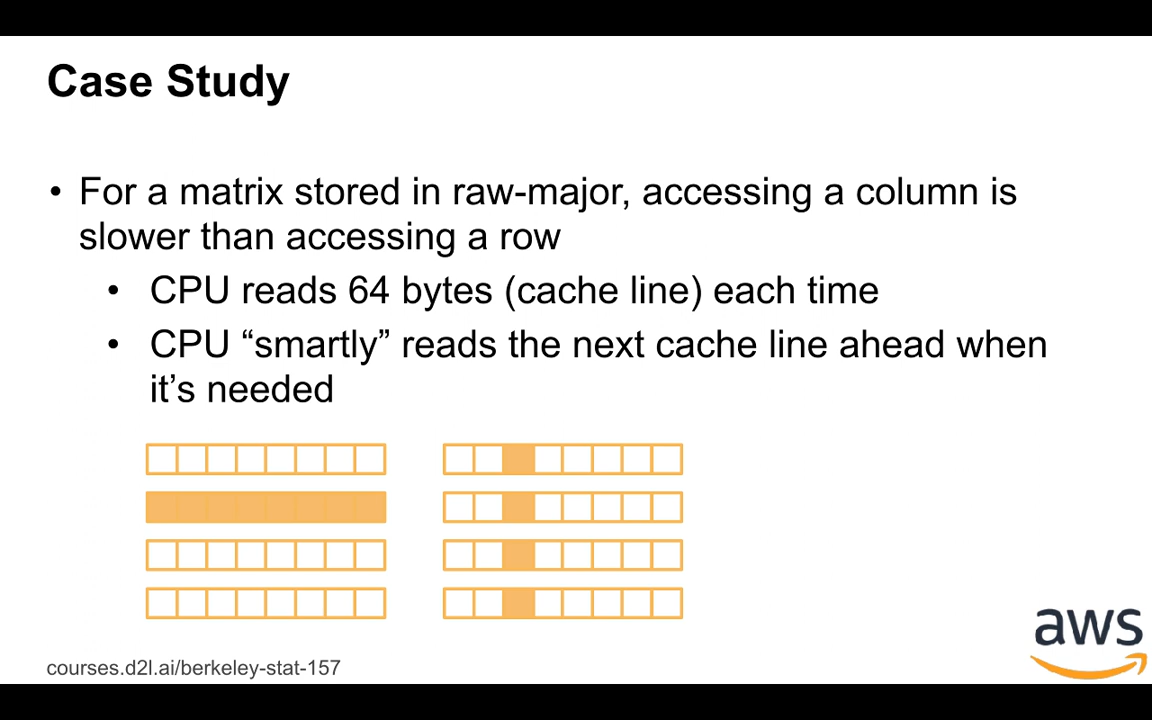 Case Study
• For a matrix stored in raw-major, accessing a column is
slower than accessing a row
• CPU reads 64 bytes (cache line) each time
• CPU “smartly” reads the next cache line ahead when
it’s needed
aws
courses.d2l.ai/berkeley-stat-157